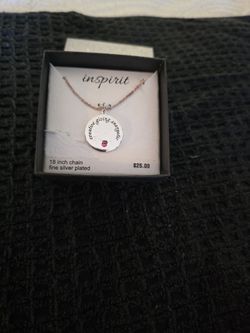 inspirit
creative giving energetic
18 inch chain
fine silver plated
$25.00